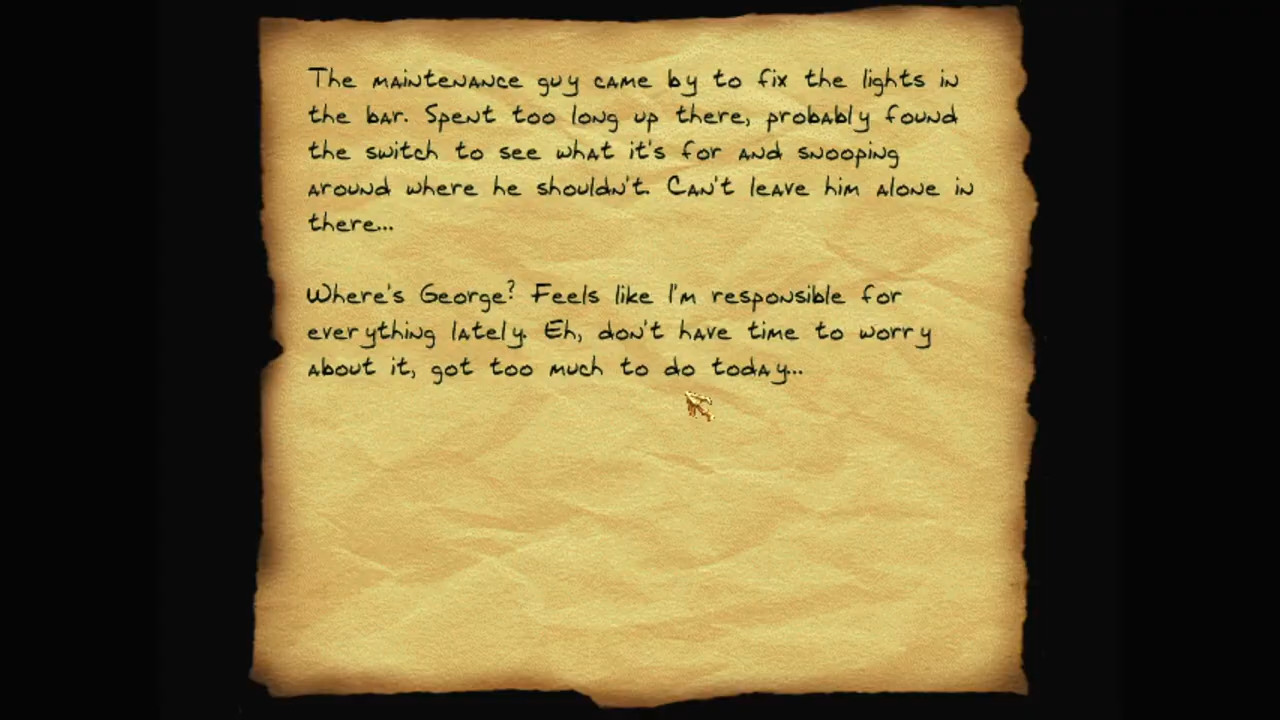 The maintenance guy came by to fix the lights in
the bar. Spent too long up there, probably found
the switch to see what it's for and snooping
around where he shouldn't. Can't leave him alone in
there...
Where's George? Feels like I'm responsible for
everything lately. Eh, don't have time to worry
about it, got too much to do today...